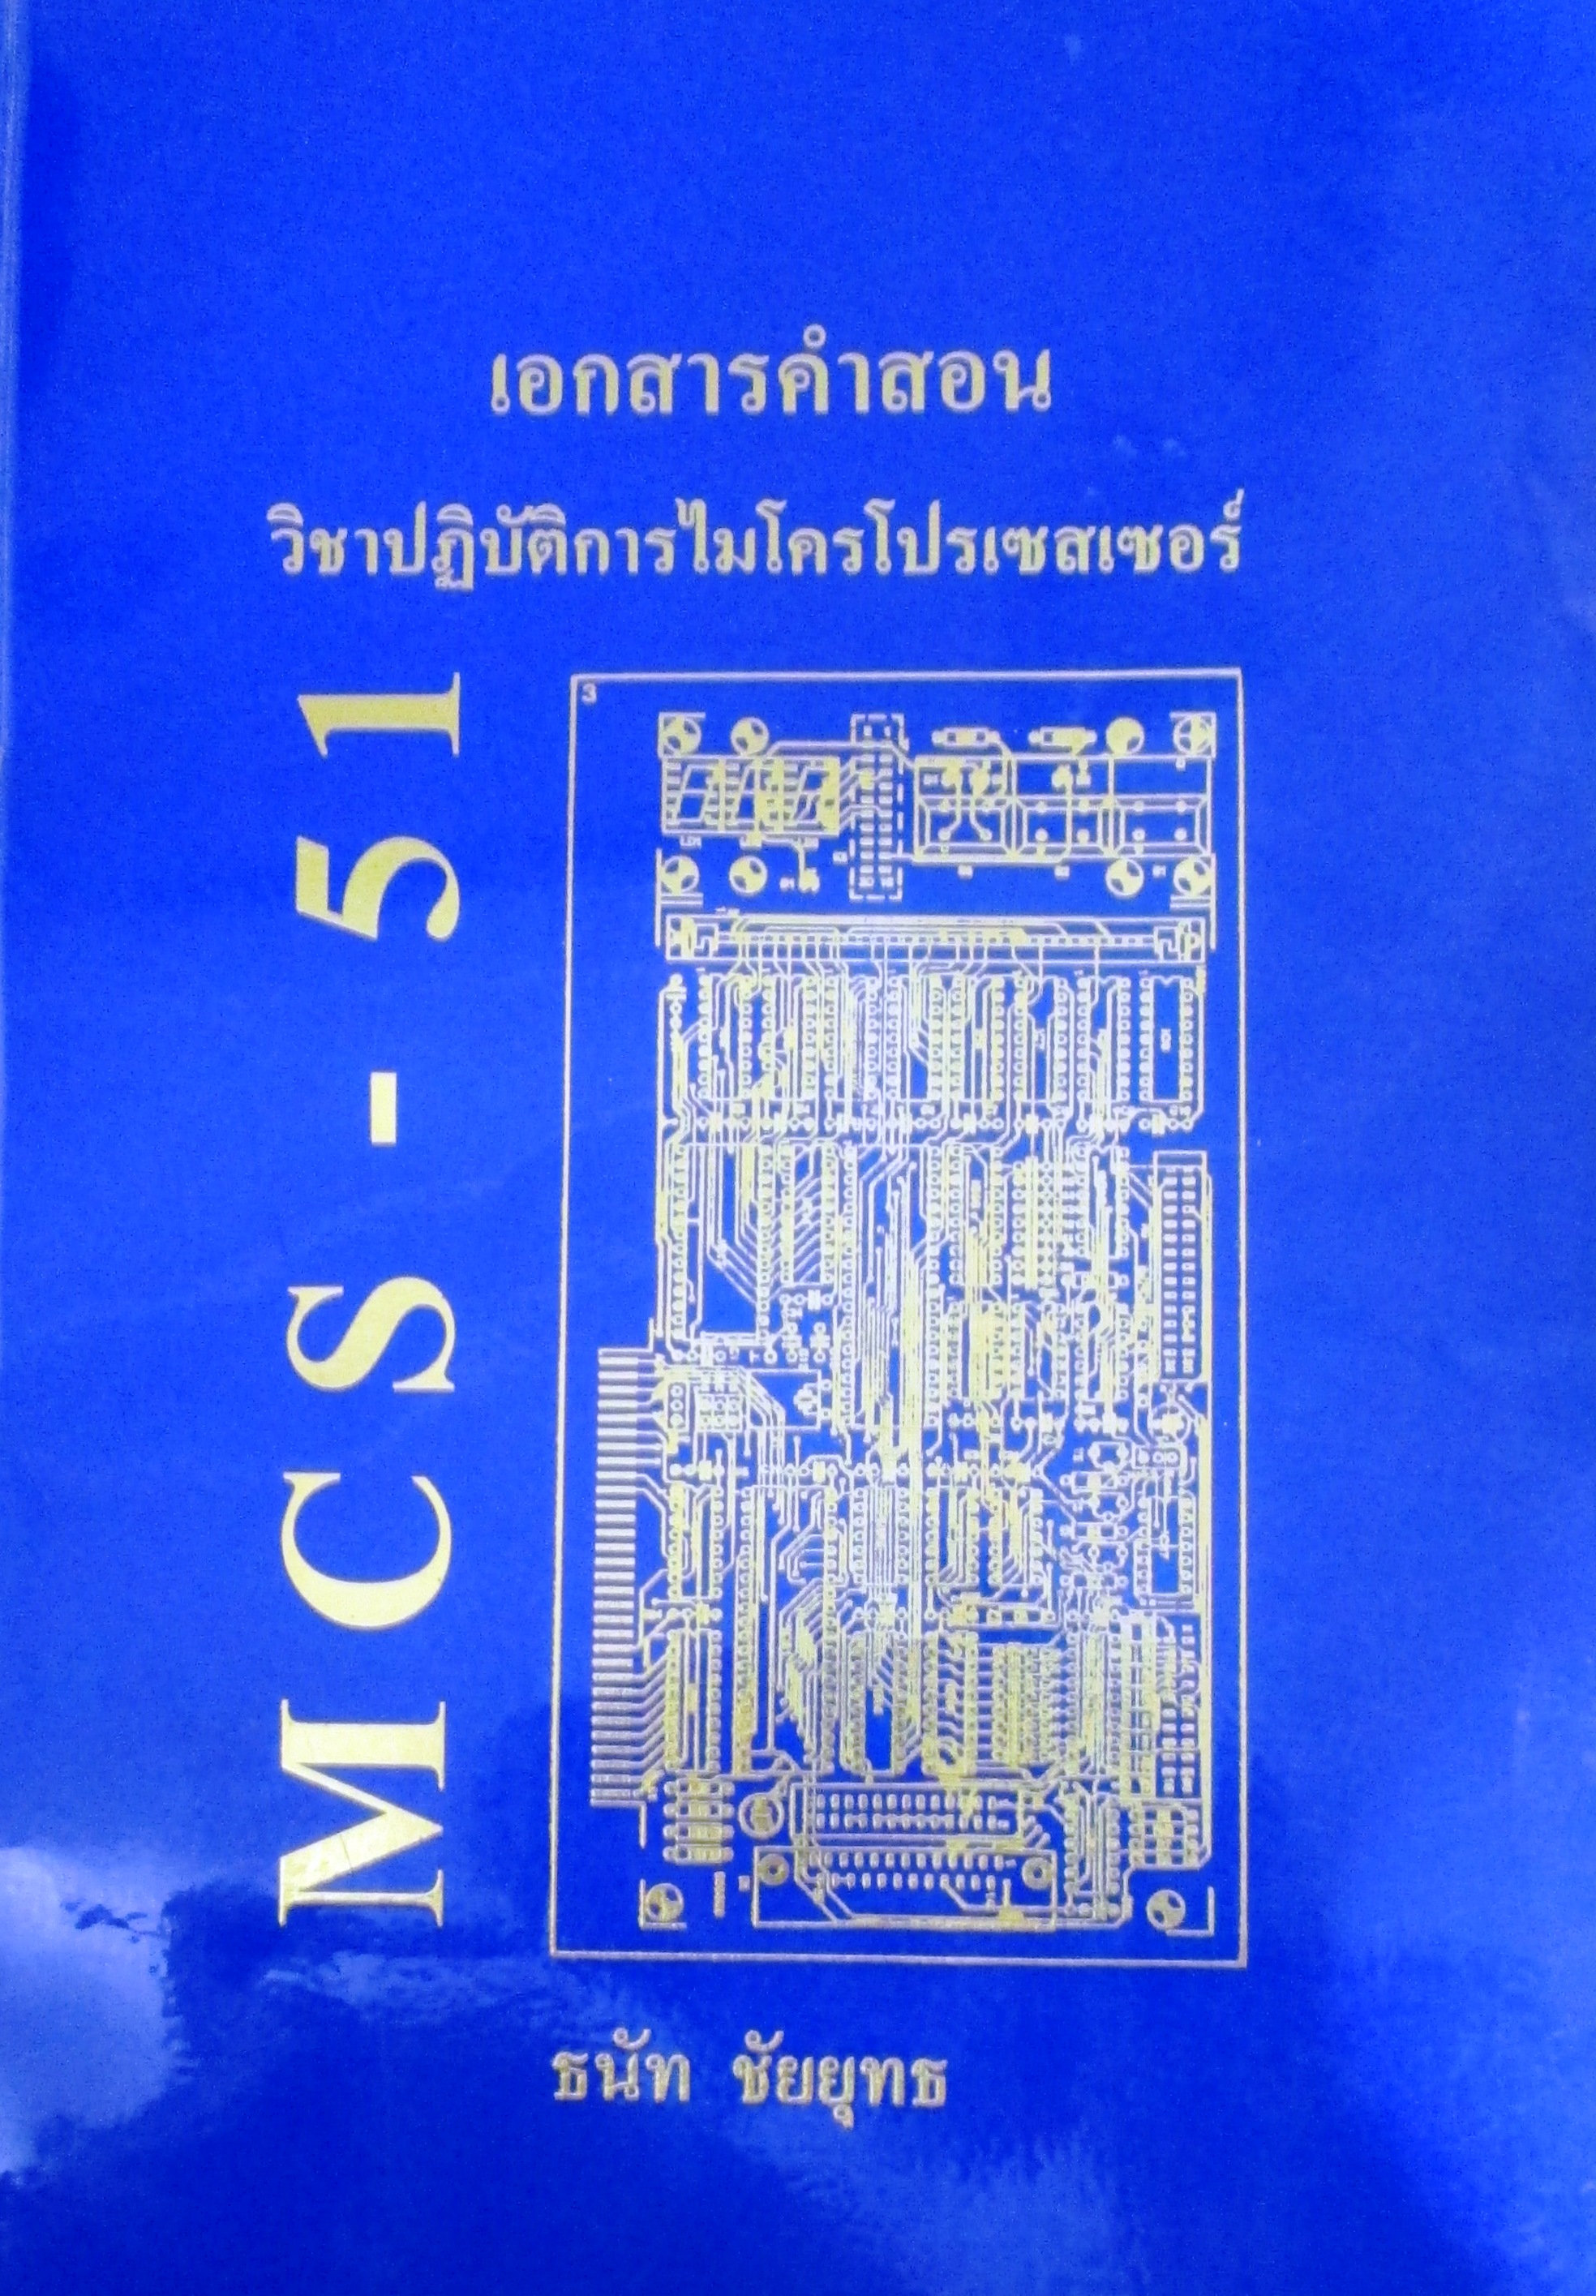 เอกสารคำสอน
วิชาปฏิบัติการไมโครโปรเซสเซอร์
MCS-51
3
ธนัท ชัยยุทธ